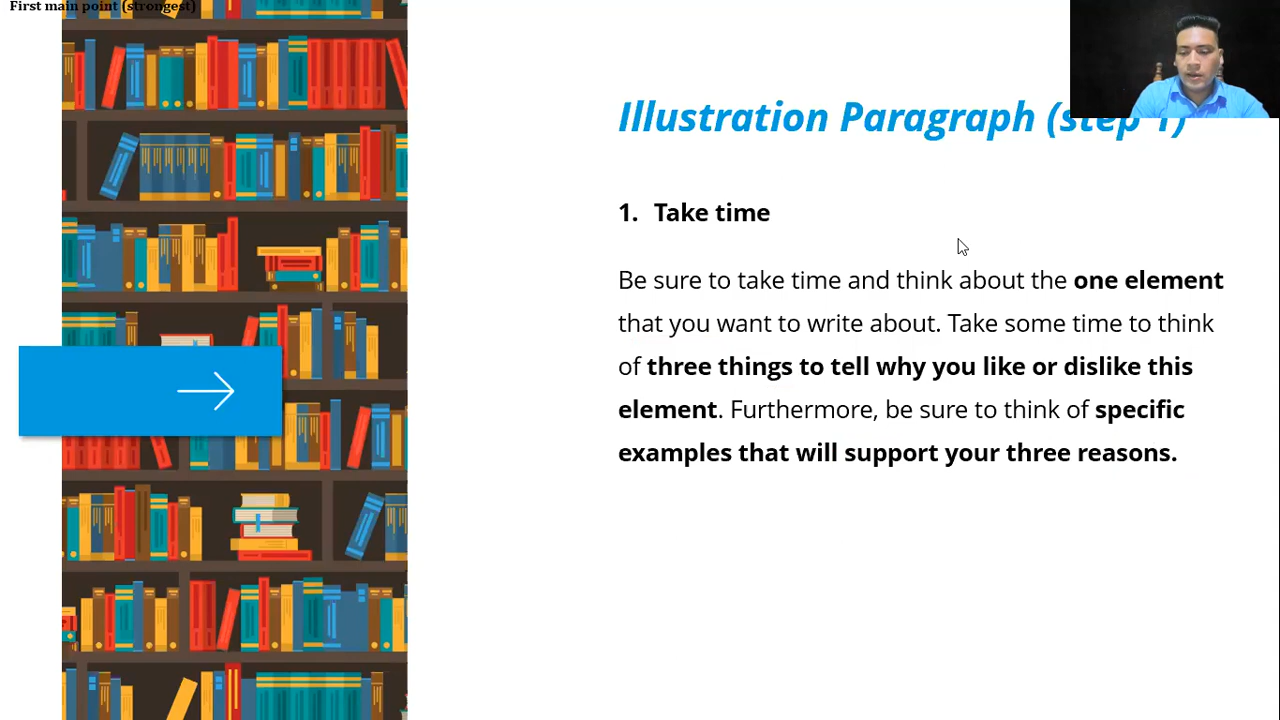 First main point (strongest)
Illustration Paragraph (step 1)
1. Take time
Be sure to take time and think about the one element
that you want to write about. Take some time to think
of three things to tell why you like or dislike this
element. Furthermore, be sure to think of specific
examples that will support your three reasons.